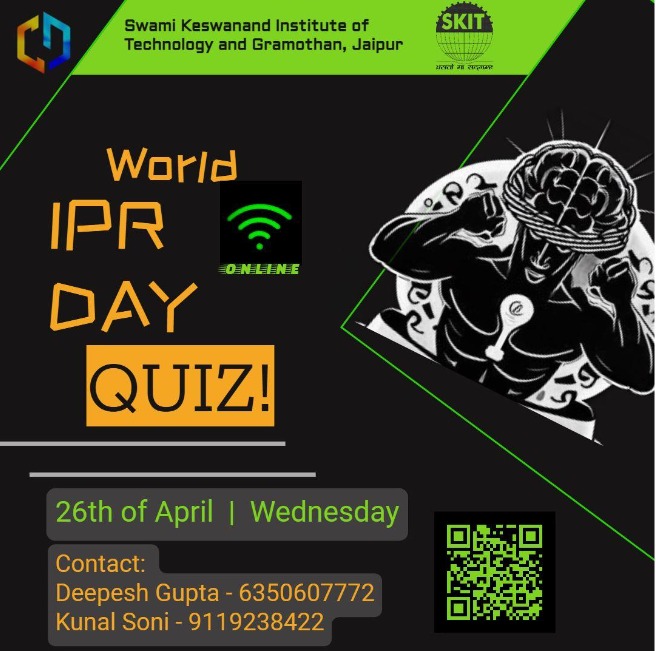 Swami Keswanand Institute of
Technology and Gramothan, Jaipur
SKIT
World
IPR
ONLINE
DAY
QUIZ!
26th of April | Wednesday
Contact:
Deepesh Gupta - 6350607772
Kunal Soni - 9119238422